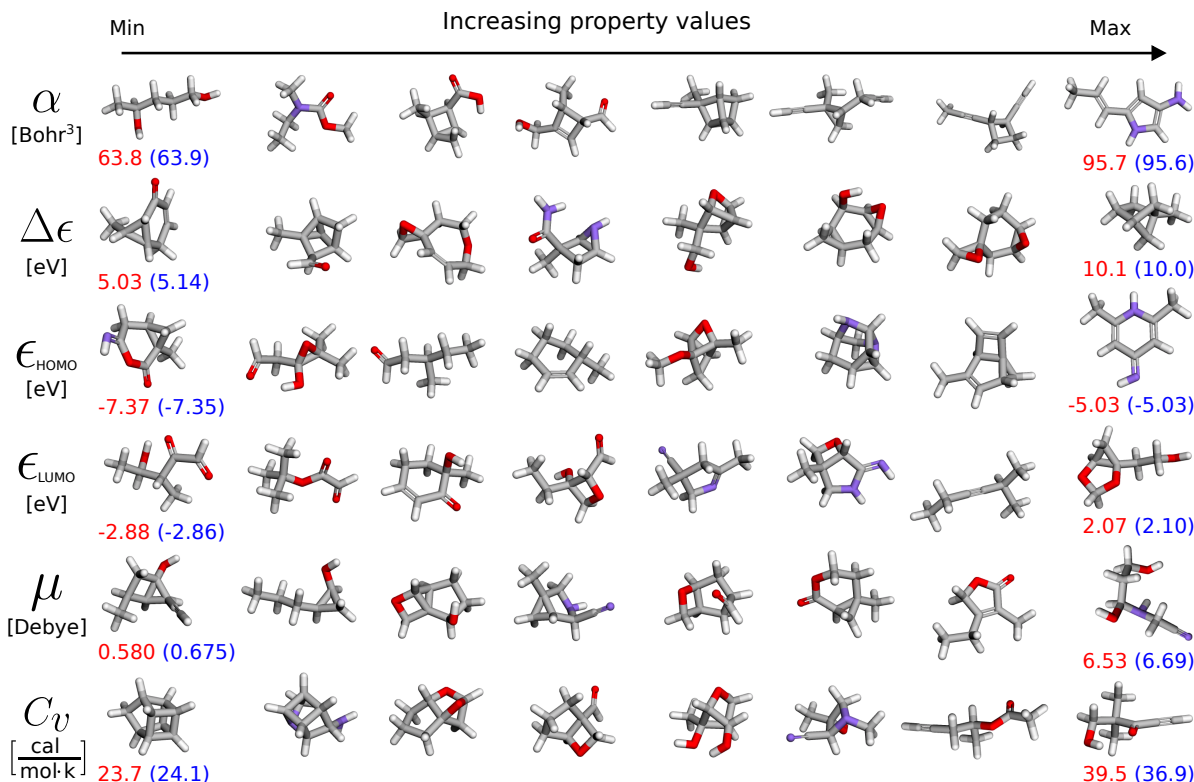 Increasing property values
Min
Max
α
[Bohr³]
63.8 (63.9)
95.7 (95.6)
Δϵ
[eV]
5.03 (5.14)
10.1 (10.0)
ϵHOMO
[eV]
-7.37 (-7.35)
-5.03 (-5.03)
ϵLUMO
[eV]
-2.88 (-2.86)
2.07 (2.10)
μ
[Debye]
0.580 (0.675)
6.53 (6.69)
Cv
[cal/mol·k]
23.7 (24.1)
39.5 (36.9)